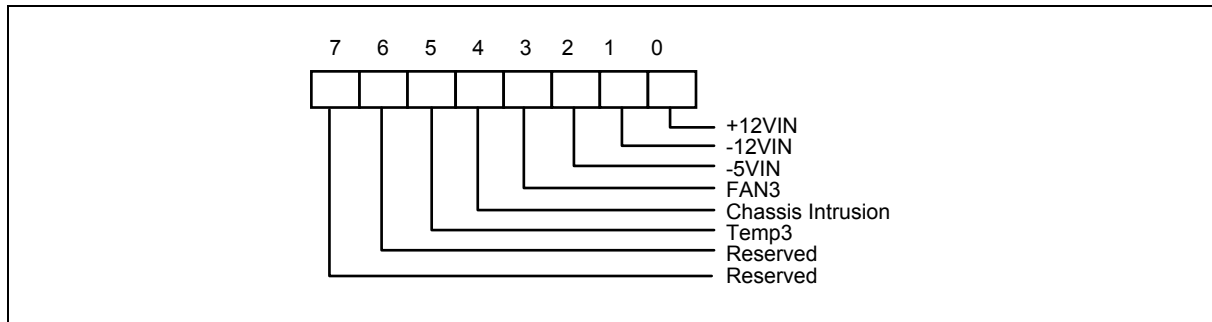 7 6 5 4 3 2 1 0
+12VIN
-12VIN
-5VIN
FAN3
Chassis Intrusion
Temp3
Reserved
Reserved